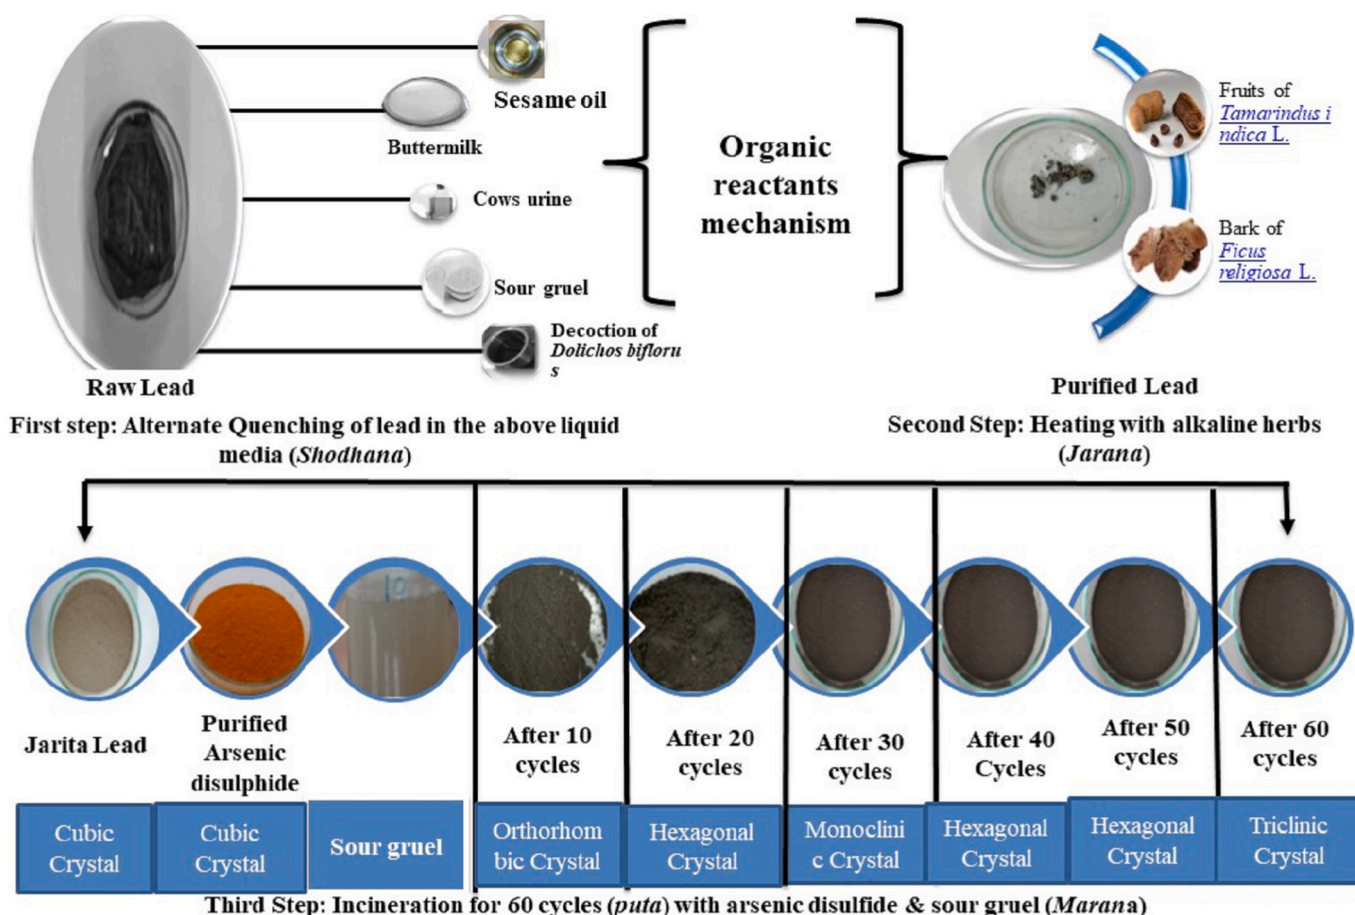 Sesame oil
Buttermilk
Cows urine
Sour gruel
Decoction of
Dolichos bifloru
s
Raw Lead
First step: Alternate Quenching of lead in the above liquid
media (Shodhana)
Organic
reactants
mechanism
Fruits of
Tamarindus i
ndica L.
Bark of
Ficus
religiosa L.
Purified Lead
Second Step: Heating with alkaline herbs
(Jarana)
10
Jarita Lead
Purified
Arsenic
disulphide
After 10
cycles
After 20
cycles
After 30
cycles
After 40
Cycles
After 50
cycles
After 60
cycles
Cubic
Crystal
Cubic
Crystal
Sour gruel
Orthorhom
bic Crystal
Hexagonal
Crystal
Monoclini
c Crystal
Hexagonal
Crystal
Hexagonal
Crystal
Triclinic
Crystal
Third Step: Incineration for 60 cycles (puta) with arsenic disulfide & sour gruel (Marana)